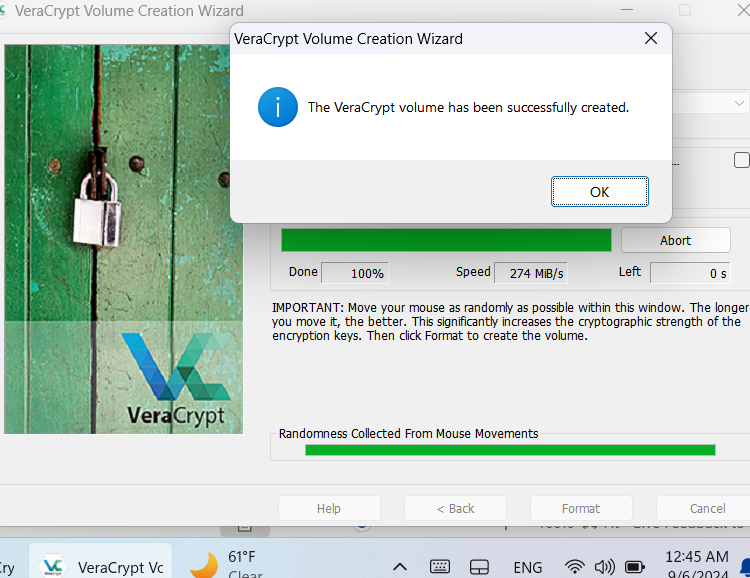 VeraCrypt Volume Creation Wizard
VeraCrypt Volume Creation Wizard
The VeraCrypt volume has been successfully created.
...
OK
Abort
Done 100% Speed 274 MiB/s Left 0 s
IMPORTANT: Move your mouse as randomly as possible within this window. The longer
you move it, the better. This significantly increases the cryptographic strength of the
encryption keys. Then click Format to create the volume.
VeraCrypt
Randomness Collected From Mouse Movements
Help < Back Format Cancel
Give Feedback to
VeraCrypt Vc 61°F ENG 12:45 AM
Clear 9/6/2024